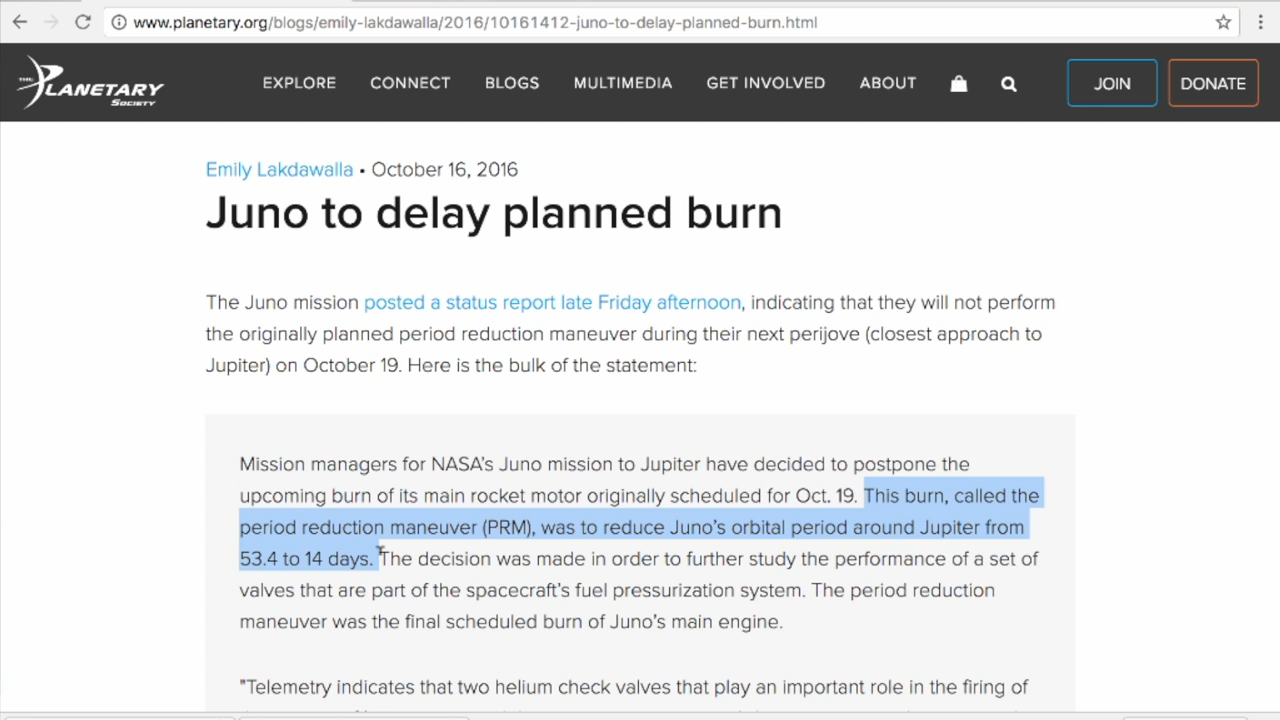 www.planetary.org/blogs/emily-lakdawalla/2016/10161412-juno-to-delay-planned-burn.html
THE PLANETARY SOCIETY
EXPLORE CONNECT BLOGS MULTIMEDIA GET INVOLVED ABOUT JOIN DONATE
Emily Lakdawalla • October 16, 2016
Juno to delay planned burn
The Juno mission posted a status report late Friday afternoon, indicating that they will not perform
the originally planned period reduction maneuver during their next perijove (closest approach to
Jupiter) on October 19. Here is the bulk of the statement:
Mission managers for NASA's Juno mission to Jupiter have decided to postpone the
upcoming burn of its main rocket motor originally scheduled for Oct. 19. This burn, called the
period reduction maneuver (PRM), was to reduce Juno's orbital period around Jupiter from
53.4 to 14 days. The decision was made in order to further study the performance of a set of
valves that are part of the spacecraft's fuel pressurization system. The period reduction
maneuver was the final scheduled burn of Juno's main engine.
"Telemetry indicates that two helium check valves that play an important role in the firing of